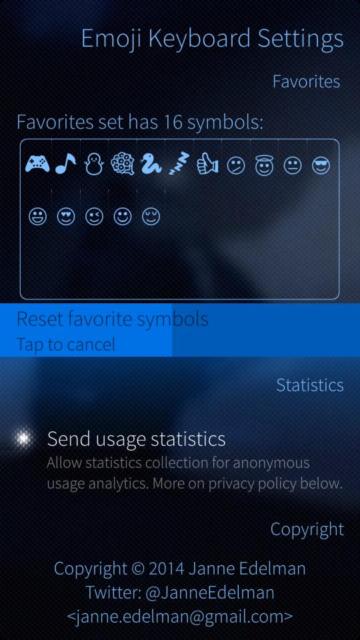 Emoji Keyboard Settings
Favorites
Favorites set has 16 symbols:
Reset favorite symbols
Tap to cancel
Statistics
Send usage statistics
Allow statistics collection for anonymous
usage analytics. More on privacy policy below.
Copyright
Copyright © 2014 Janne Edelman
Twitter: @JanneEdelman
<janne.edelman@gmail.com>